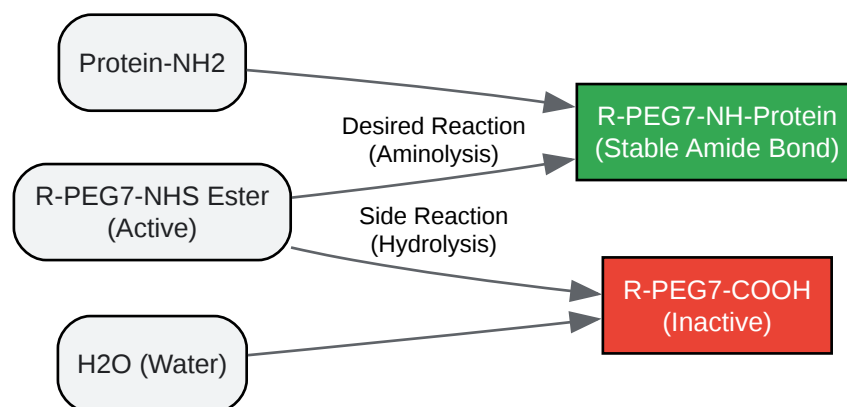 Protein-NH2
R-PEG7-NH-Protein
(Stable Amide Bond)
Desired Reaction
(Aminolysis)
R-PEG7-NHS Ester
(Active)
Side Reaction
(Hydrolysis)
R-PEG7-COOH
(Inactive)
H2O (Water)